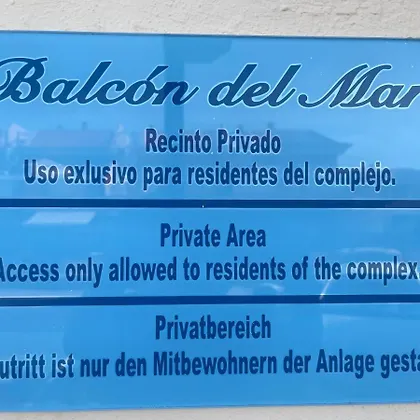 Balcón del Mar
Recinto Privado
Uso exlusivo para residentes del complejo.
Private Area
Access only allowed to residents of the complex.
Privatbereich
utritt ist nur den Mitbewohnern der Anlage gesta